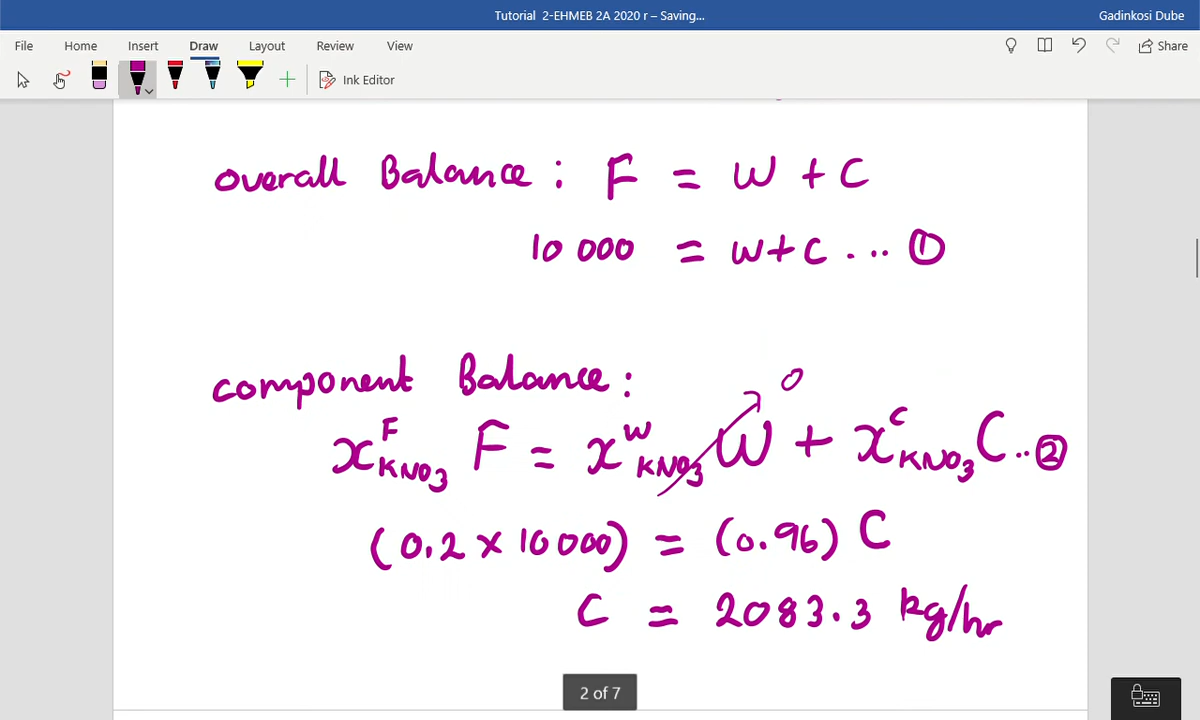 Tutorial 2-EHMEB 2A 2020 r – Saving...
Gadinkosi Dube
File Home Insert Draw Layout Review View
Share
Ink Editor
overall Balance : F = W + C
10 000 = W + C . .. ①
component Balance :
0
x^F_KNO3 F = x^W_KNO3 W + x^C_KNO3 C .. ②
(0.2 × 10 000) = (0.96) C
C = 2083.3 kg/hr
2 of 7